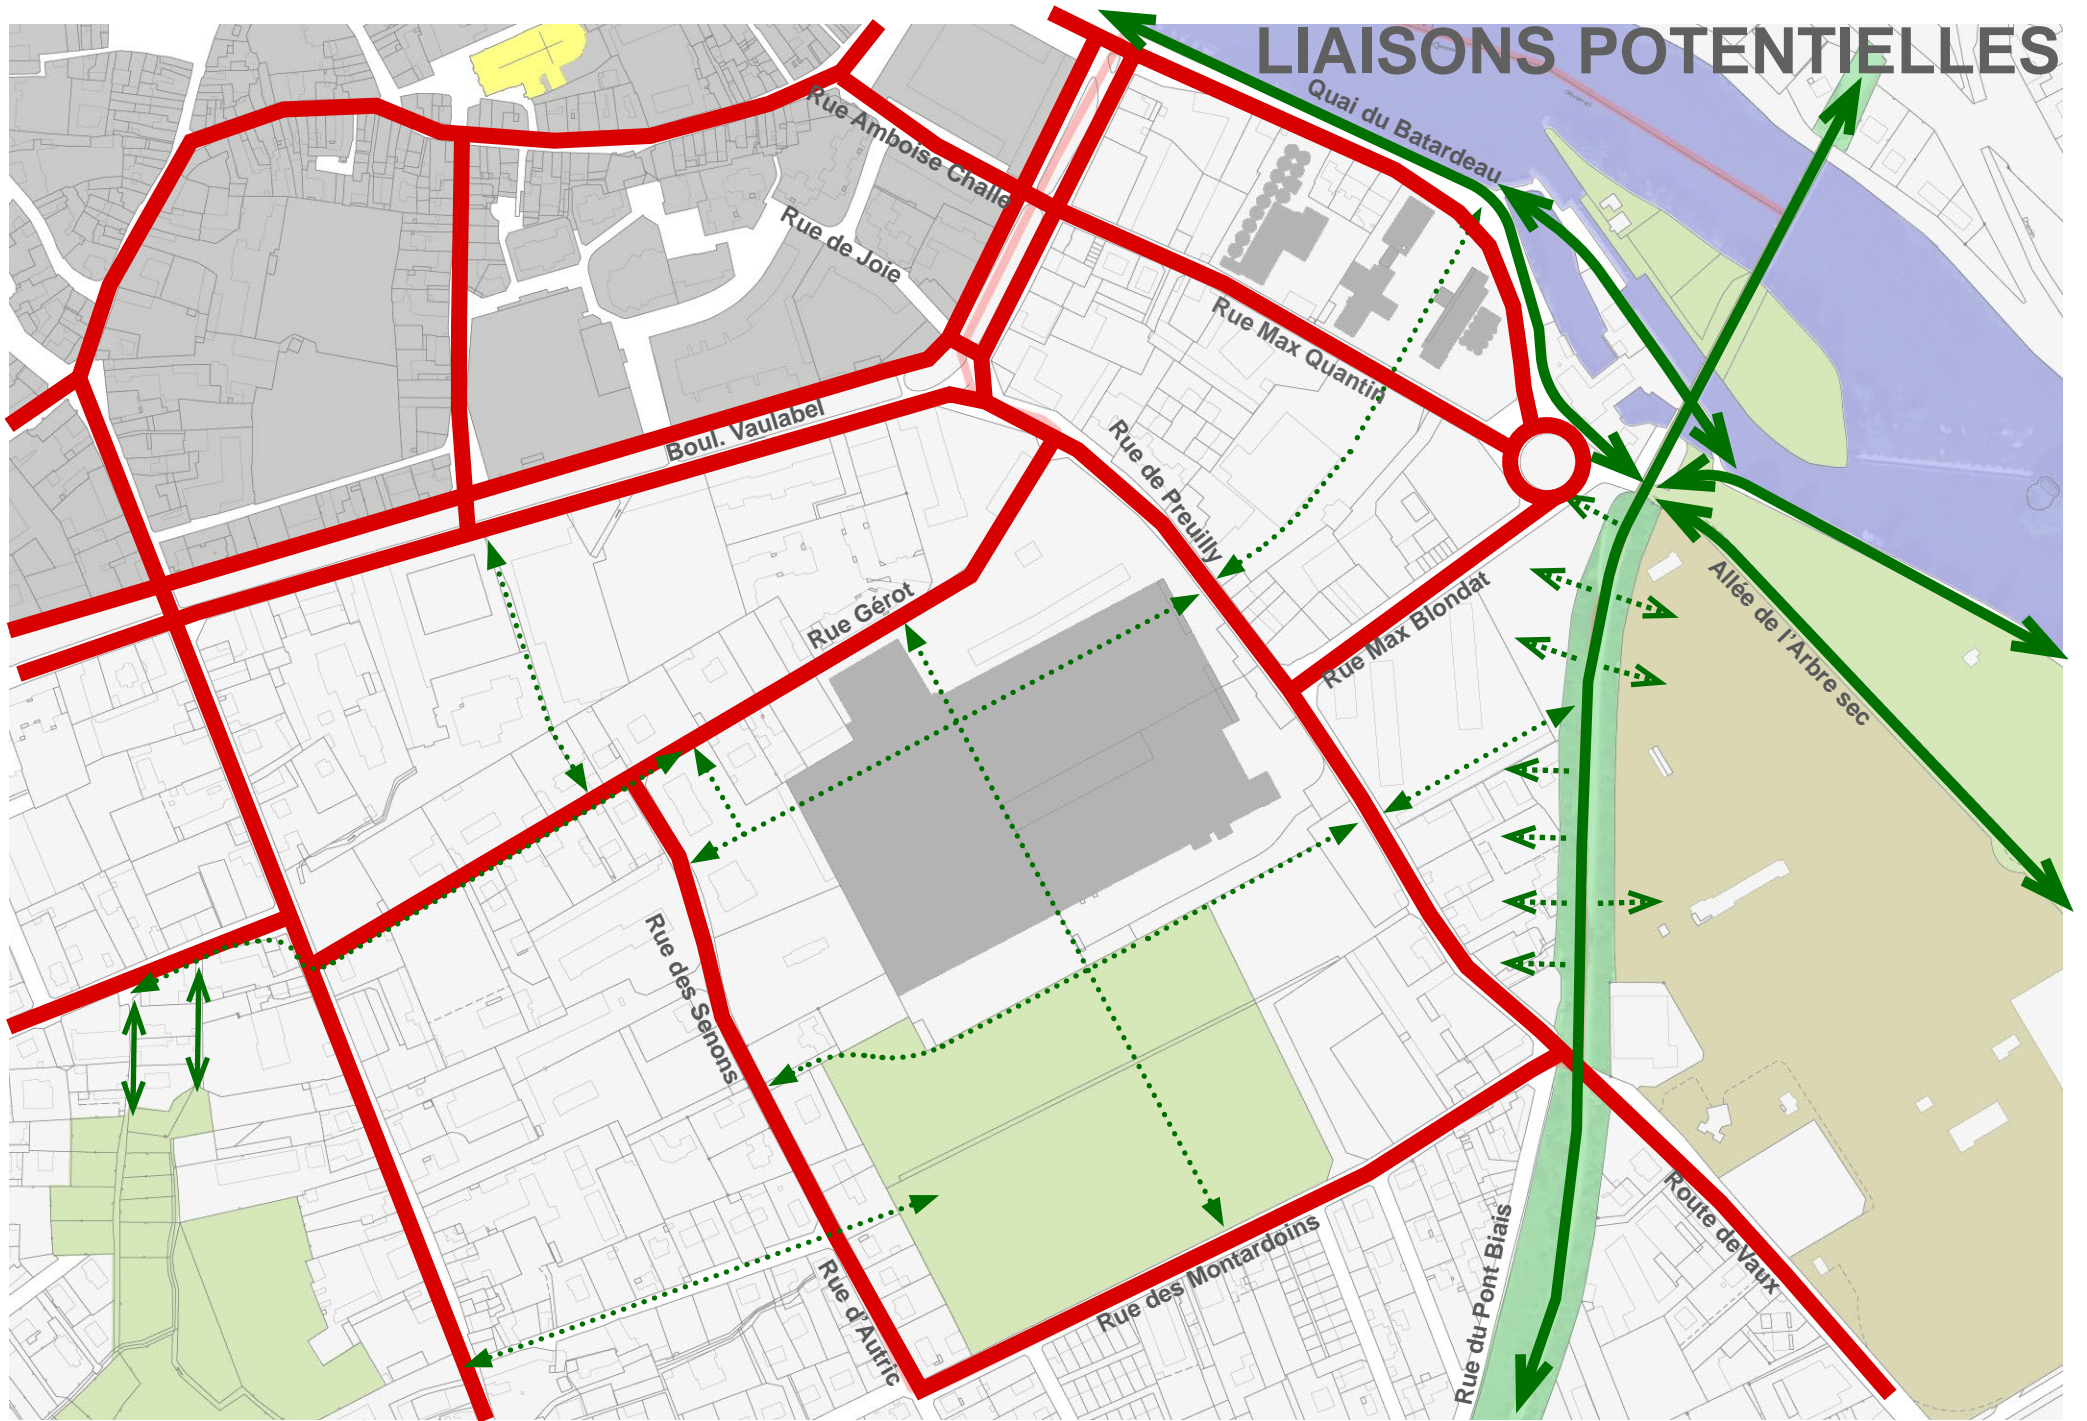 LIAISONS POTENTIELLES
Quai du Batardeau
Rue Amboise Challe
Rue de Joie
Rue Max Quantin
Boul. Vaulabel
Rue de Preuilly
Rue Gérot
Rue Max Blondat
Allée de l'Arbre sec
Rue des Senons
Rue d'Autric
Rue des Montardoins
Rue du Pont Biais
Route deVaux